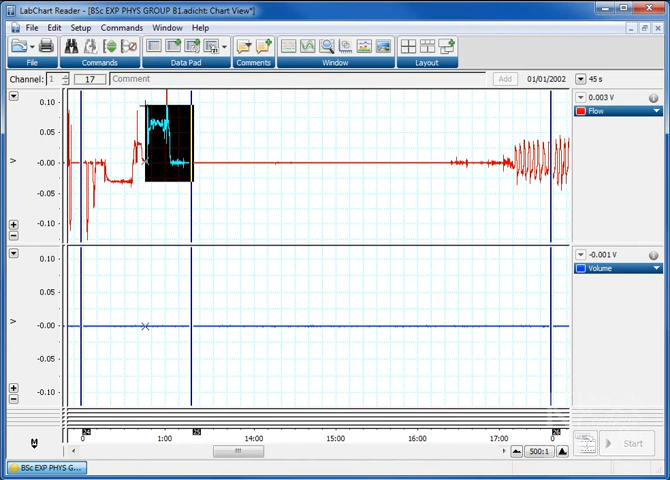 LabChart Reader - [BSc EXP PHYS GROUP B1.adicht: Chart View*]
File Edit Setup Commands Window Help
File Commands Data Pad Comments Window Layout
Channel: 1 17 Comment Add 01/01/2002 45 s
0.10
0.05
-0.00
-0.05
-0.10
V
0.003 V
Flow
0.10
0.05
-0.00
-0.05
-0.10
V
-0.001 V
Volume
24 25 26
0 1:00 14:00 15:00 16:00 17:00 0
M
500:1
Start
BSc EXP PHYS G...